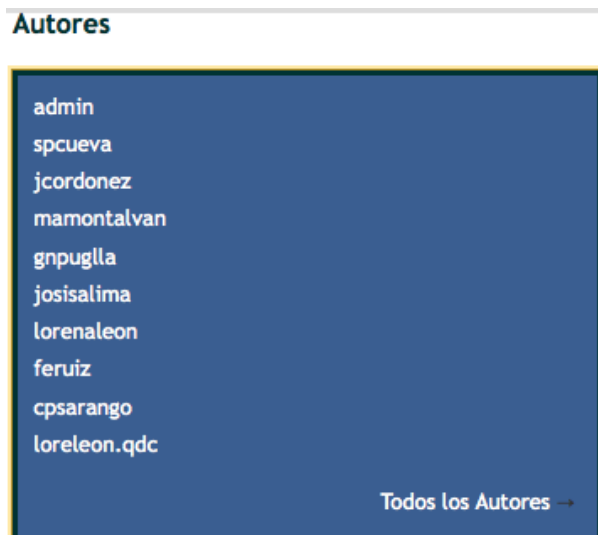 Autores
admin
spcueva
jcordonez
mamontalvan
gnpuglla
josisalima
lorenaleon
feruiz
cpsarango
loreleon.qdc
Todos los Autores →